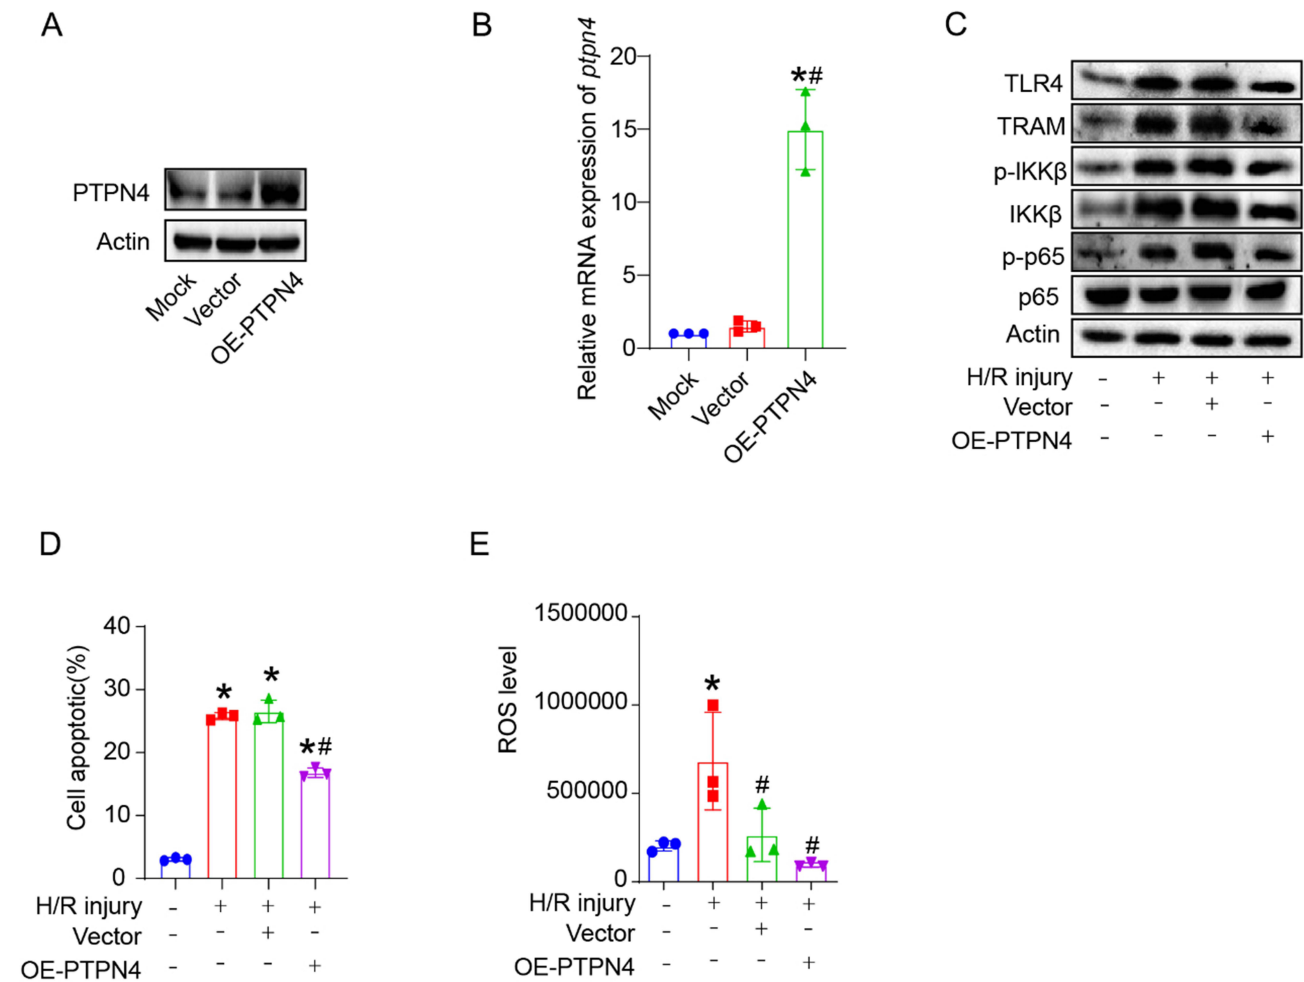 A
PTPN4
Actin
Mock
Vector
OE-PTPN4
B
Relative mRNA expression of ptpn4
20
15
10
5
0
*#
Mock
Vector
OE-PTPN4
C
TLR4
TRAM
p-IKKβ
IKKβ
p-p65
p65
Actin
H/R injury - + + +
Vector - - + -
OE-PTPN4 - - - +
D
Cell apoptotic(%)
40
30
20
10
0
*
*
*#
H/R injury - + + +
Vector - - + -
OE-PTPN4 - - - +
E
ROS level
1500000
1000000
500000
0
*
#
#
H/R injury - + + +
Vector - - + -
OE-PTPN4 - - - +